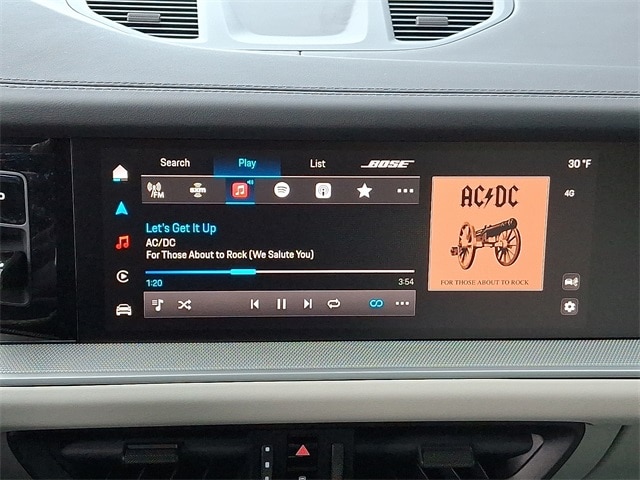 Search Play List BOSE 30 °F
FM sxm
4G
AC/DC
Let's Get It Up
AC/DC
For Those About to Rock (We Salute You)
1:20 3:54
FOR THOSE ABOUT TO ROCK